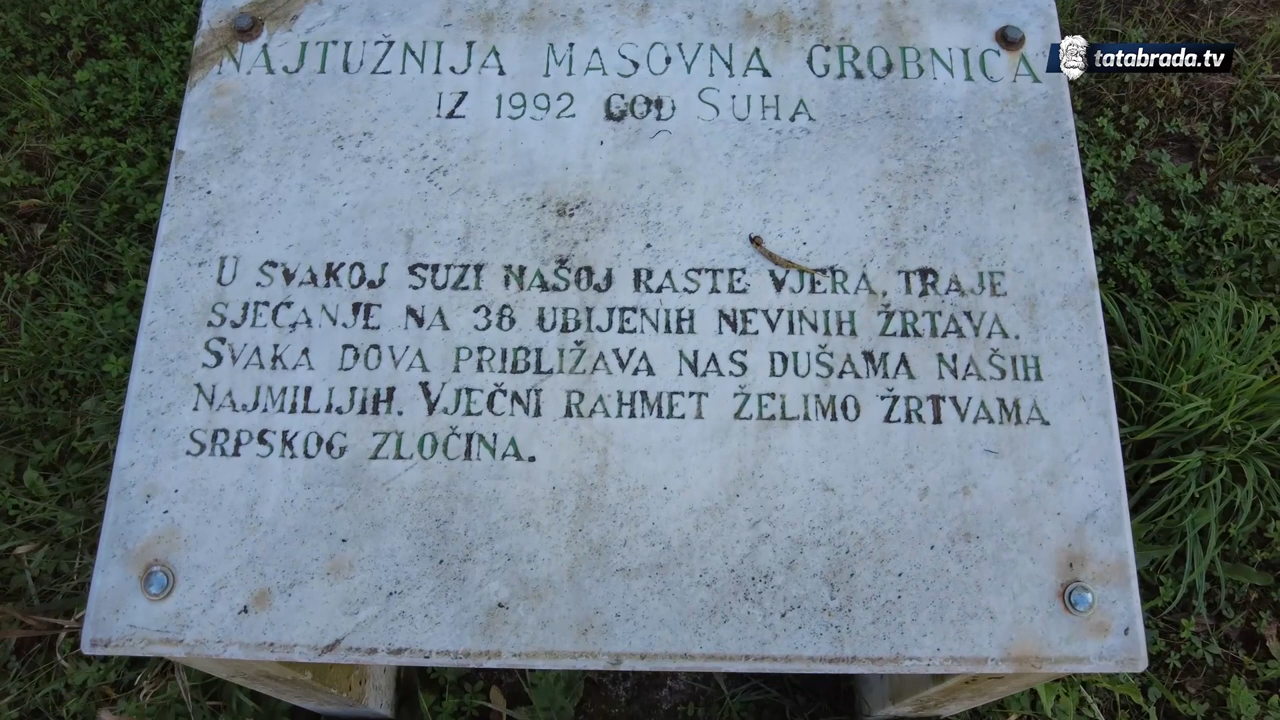 NAJTUŽNIJA MASOVNA GROBNICA
IZ 1992 GOD SUHA
U SVAKOJ SUZI NAŠOJ RASTE VJERA, TRAJE
SJEĆANJE NA 38 UBIJENIH NEVINIH ŽRTAVA.
SVAKA DOVA PRIBLIŽAVA NAS DUŠAMA NAŠIH
NAJMILIJIH. VJEČNI RAHMET ŽELIMO ŽRTVAMA
SRPSKOG ZLOČINA.
tatabrada.tv